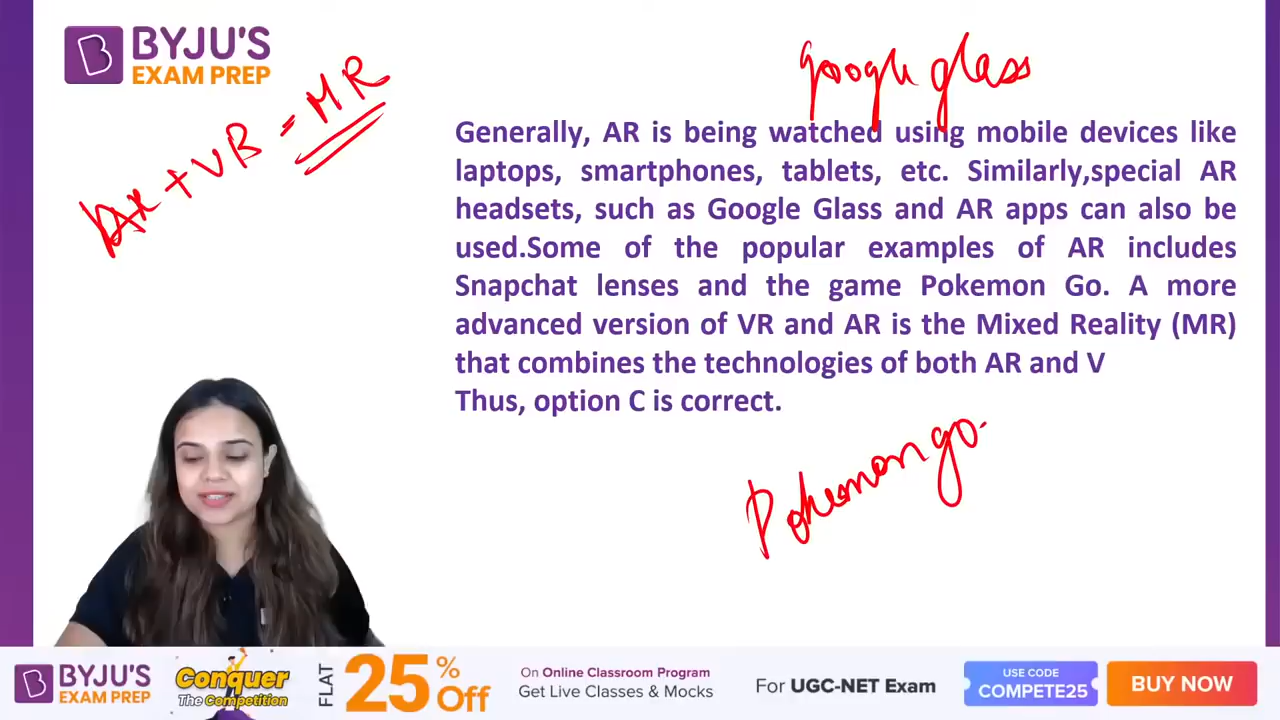 BYJU'S
EXAM PREP
google glass
AR + VR = MR
Generally, AR is being watched using mobile devices like
laptops, smartphones, tablets, etc. Similarly,special AR
headsets, such as Google Glass and AR apps can also be
used.Some of the popular examples of AR includes
Snapchat lenses and the game Pokemon Go. A more
advanced version of VR and AR is the Mixed Reality (MR)
that combines the technologies of both AR and V
Thus, option C is correct.
Pokemon go.
BYJU'S
EXAM PREP
Conquer
The Competition
FLAT
25% Off
On Online Classroom Program
Get Live Classes & Mocks
For UGC-NET Exam
USE CODE
COMPETE25
BUY NOW